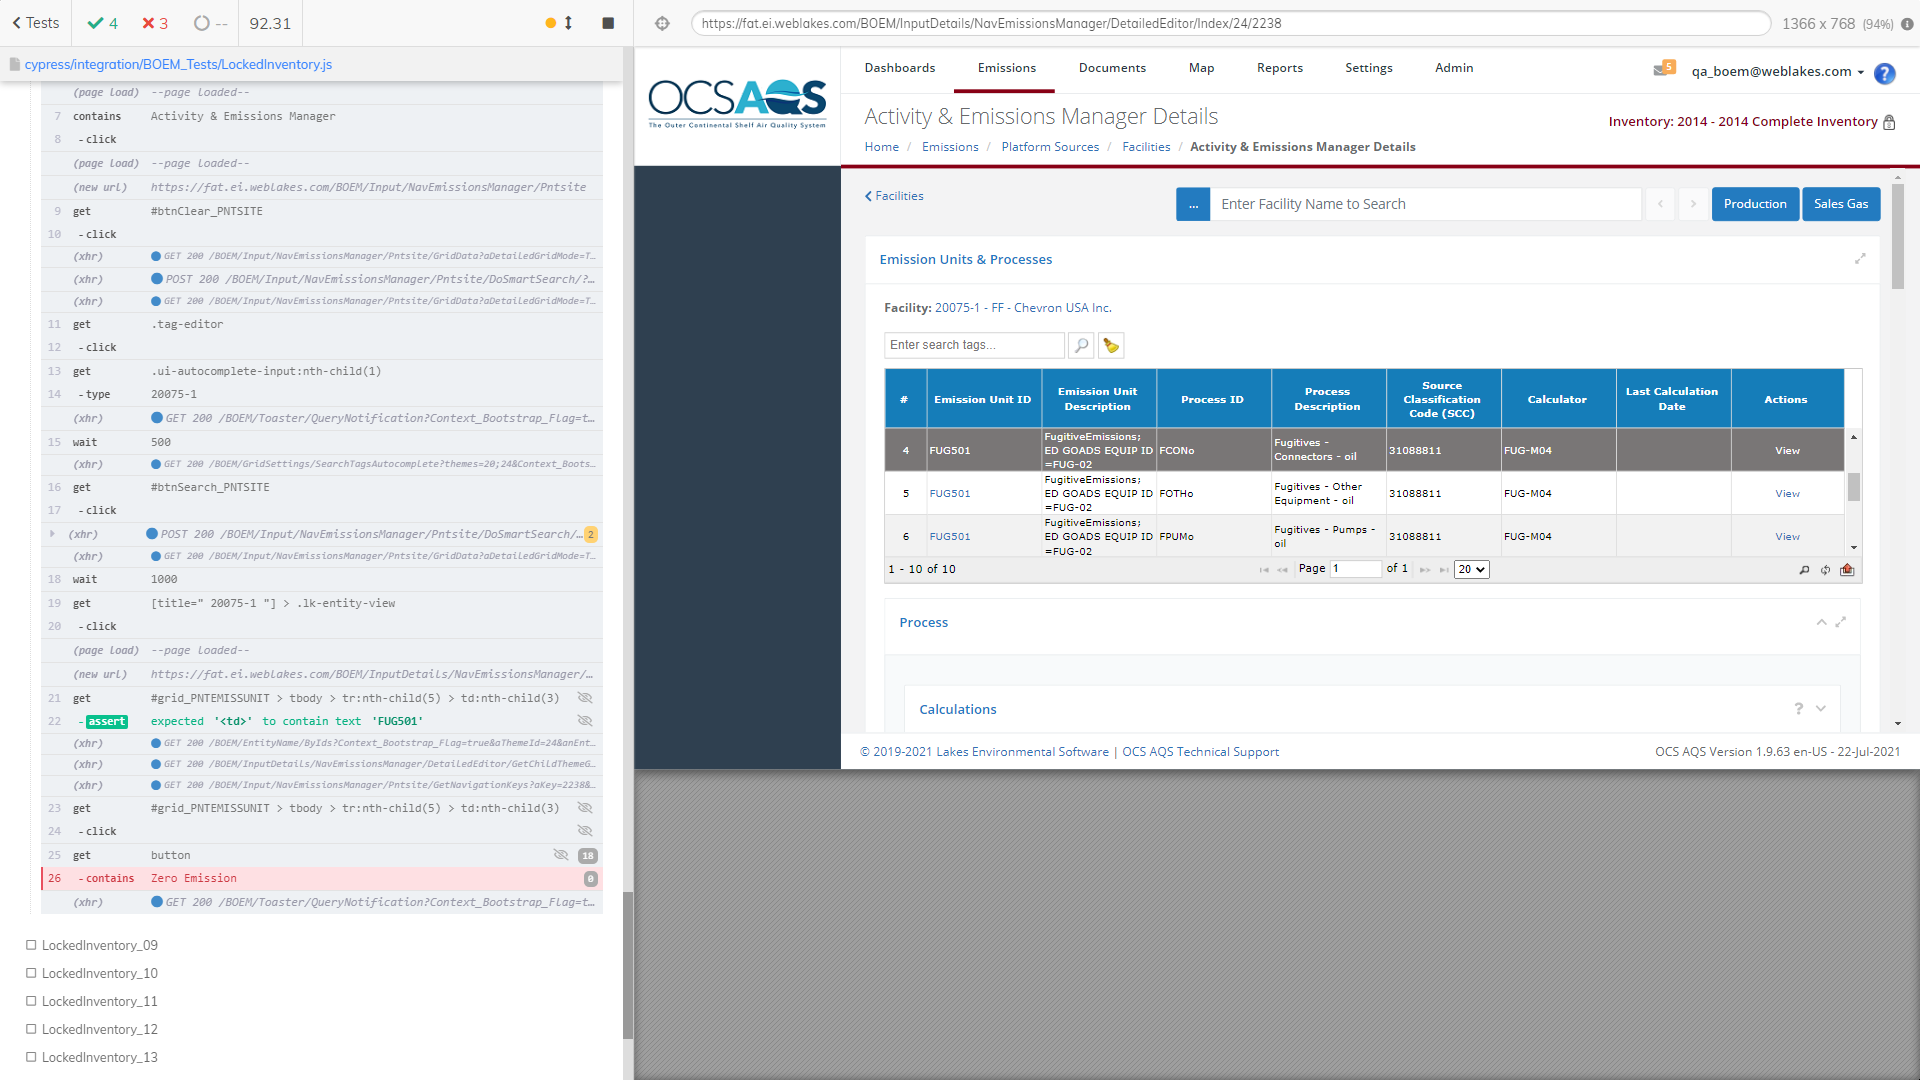 Tests
4
3
--
92.31
cypress/integration/BOEM_Tests/LockedInventory.js
(page load) --page loaded--
7 contains Activity & Emissions Manager
8 - click
(page load) --page loaded--
(new url) https://fat.ei.weblakes.com/BOEM/Input/NavEmissionsManager/Pntsite
9 get #btnClear_PNTSITE
10 - click
(xhr) GET 200 /BOEM/Input/NavEmissionsManager/Pntsite/GridData?aDetailedGridMode=T...
(xhr) POST 200 /BOEM/Input/NavEmissionsManager/Pntsite/DoSmartSearch/?...
(xhr) GET 200 /BOEM/Input/NavEmissionsManager/Pntsite/GridData?aDetailedGridMode=T...
11 get .tag-editor
12 - click
13 get .ui-autocomplete-input:nth-child(1)
14 - type 20075-1
(xhr) GET 200 /BOEM/Toaster/QueryNotification?Context_Bootstrap_Flag=t...
15 wait 500
(xhr) GET 200 /BOEM/GridSettings/SearchTagsAutocomplete?themes=20;24&Context_Boots...
16 get #btnSearch_PNTSITE
17 - click
(xhr) POST 200 /BOEM/Input/NavEmissionsManager/Pntsite/DoSmartSearch/... 2
(xhr) GET 200 /BOEM/Input/NavEmissionsManager/Pntsite/GridData?aDetailedGridMode=T...
18 wait 1000
19 get [title=" 20075-1 "] > .lk-entity-view
20 - click
(page load) --page loaded--
(new url) https://fat.ei.weblakes.com/BOEM/InputDetails/NavEmissionsManager/...
21 get #grid_PNTEMISSUNIT > tbody > tr:nth-child(5) > td:nth-child(3)
22 - assert expected '<td>' to contain text 'FUG501'
(xhr) GET 200 /BOEM/EntityName/ByIds?Context_Bootstrap_Flag=true&aThemeId=24&anEnt...
(xhr) GET 200 /BOEM/InputDetails/NavEmissionsManager/DetailedEditor/GetChildThemeG...
(xhr) GET 200 /BOEM/Input/NavEmissionsManager/Pntsite/GetNavigationKeys?aKey=2238&...
23 get #grid_PNTEMISSUNIT > tbody > tr:nth-child(5) > td:nth-child(3)
24 - click
25 get button 18
26 - contains Zero Emission 0
(xhr) GET 200 /BOEM/Toaster/QueryNotification?Context_Bootstrap_Flag=t...
LockedInventory_09
LockedInventory_10
LockedInventory_11
LockedInventory_12
LockedInventory_13
https://fat.ei.weblakes.com/BOEM/InputDetails/NavEmissionsManager/DetailedEditor/Index/24/2238
1366 x 768 (94%)
OCSAQS
The Outer Continental Shelf Air Quality System
Dashboards Emissions Documents Map Reports Settings Admin
5
qa_boem@weblakes.com
?
Activity & Emissions Manager Details
Inventory: 2014 - 2014 Complete Inventory
Home / Emissions / Platform Sources / Facilities / Activity & Emissions Manager Details
Facilities
... Enter Facility Name to Search
Production
Sales Gas
Emission Units & Processes
Facility: 20075-1 - FF - Chevron USA Inc.
Enter search tags...
# Emission Unit ID Emission Unit Description Process ID Process Description Source Classification Code (SCC) Calculator Last Calculation Date Actions
4 FUG501 FugitiveEmissions; ED GOADS EQUIP ID =FUG-02 FCONo Fugitives - Connectors - oil 31088811 FUG-M04 View
5 FUG501 FugitiveEmissions; ED GOADS EQUIP ID =FUG-02 FOTHo Fugitives - Other Equipment - oil 31088811 FUG-M04 View
6 FUG501 FugitiveEmissions; ED GOADS EQUIP ID =FUG-02 FPUMo Fugitives - Pumps - oil 31088811 FUG-M04 View
1 - 10 of 10
Page 1 of 1
20
Process
Calculations
?
© 2019-2021 Lakes Environmental Software | OCS AQS Technical Support
OCS AQS Version 1.9.63 en-US - 22-Jul-2021